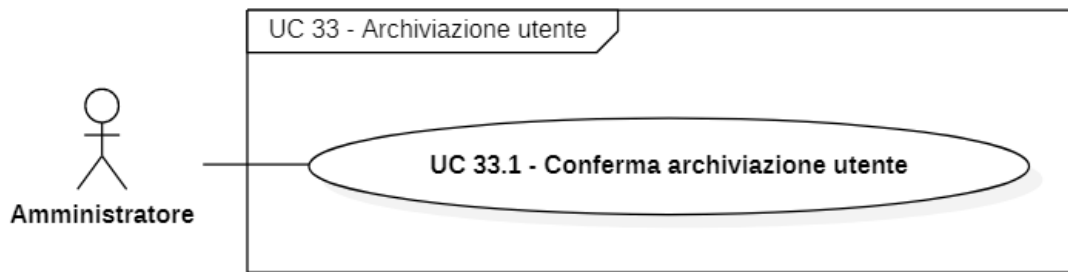 UC 33 - Archiviazione utente
UC 33.1 - Conferma archiviazione utente
Amministratore